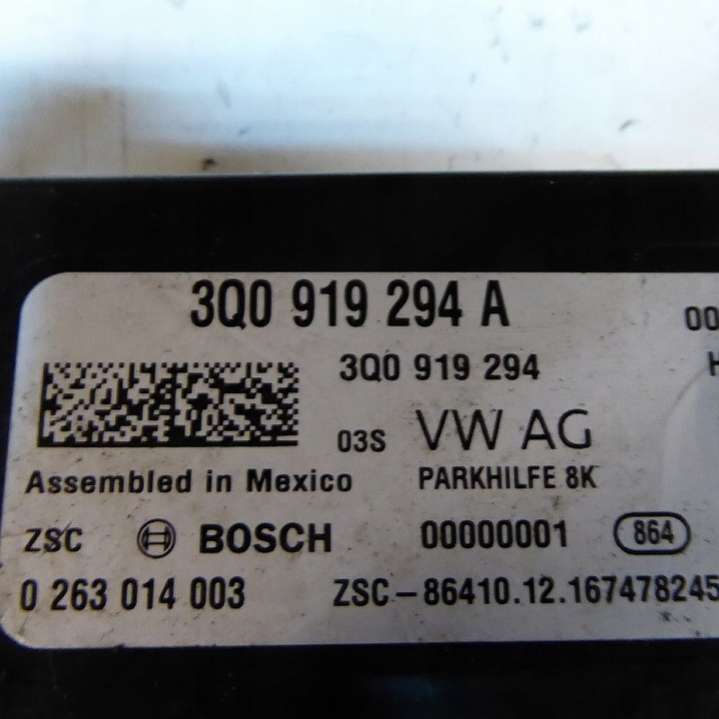 3Q0 919 294 A
00
3Q0 919 294
H
03S VW AG
Assembled in Mexico PARKHILFE 8K
ZSC BOSCH 00000001 864
0 263 014 003 ZSC-86410.12.167478245